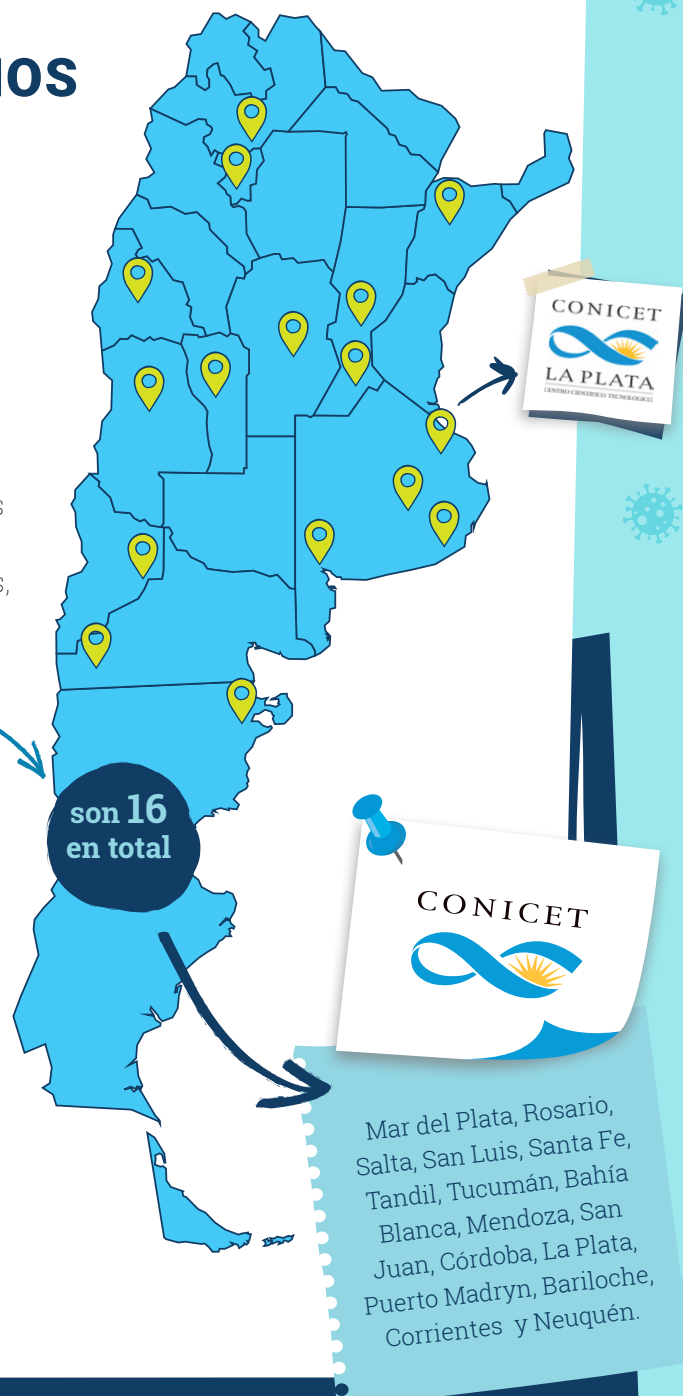 CONICET
LA PLATA
CENTRO CIENTÍFICO TECNOLÓGICO
s
s,
son 16
en total
CONICET
Mar del Plata, Rosario,
Salta, San Luis, Santa Fe,
Tandil, Tucumán, Bahía
Blanca, Mendoza, San
Juan, Córdoba, La Plata,
Puerto Madryn, Bariloche,
Corrientes y Neuquén.